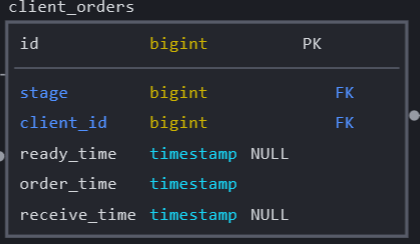 client_orders
id bigint PK
stage bigint FK
client_id bigint FK
ready_time timestamp NULL
order_time timestamp
receive_time timestamp NULL